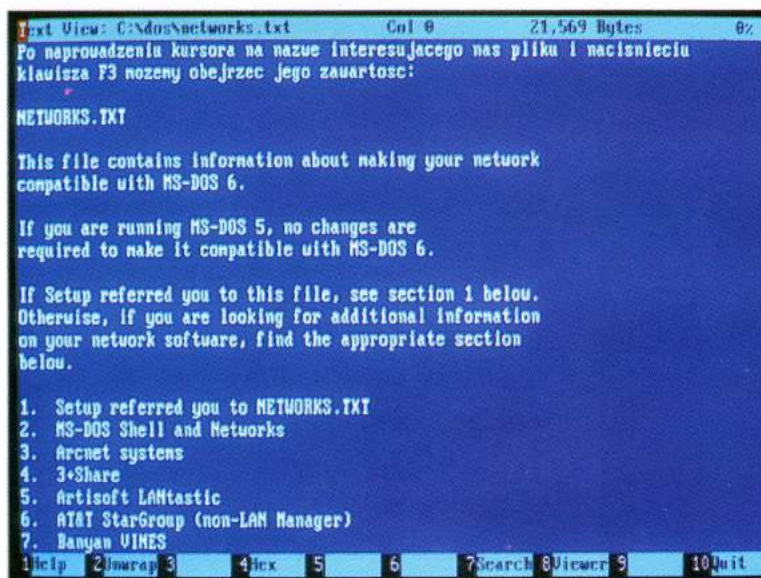 Text View: C:\dos\networks.txt Col 0 21,569 Bytes 0%
Po naprowadzeniu kursora na nazwe interesujacego nas pliku i nacisnieciu
klawisza F3 mozemy obejrzec jego zawartosc:
NETWORKS.TXT
This file contains information about making your network
compatible with MS-DOS 6.
If you are running MS-DOS 5, no changes are
required to make it compatible with MS-DOS 6.
If Setup referred you to this file, see section 1 below.
Otherwise, if you are looking for additional information
on your network software, find the appropriate section
below.
1. Setup referred you to NETWORKS.TXT
2. MS-DOS Shell and Networks
3. Arcnet systems
4. 3+Share
5. Artisoft LANtastic
6. AT&T StarGroup (non-LAN Manager)
7. Banyan VINES
1Help 2Unwrap 3 4Hex 5 6 7Search 8Viewer 9 10Quit